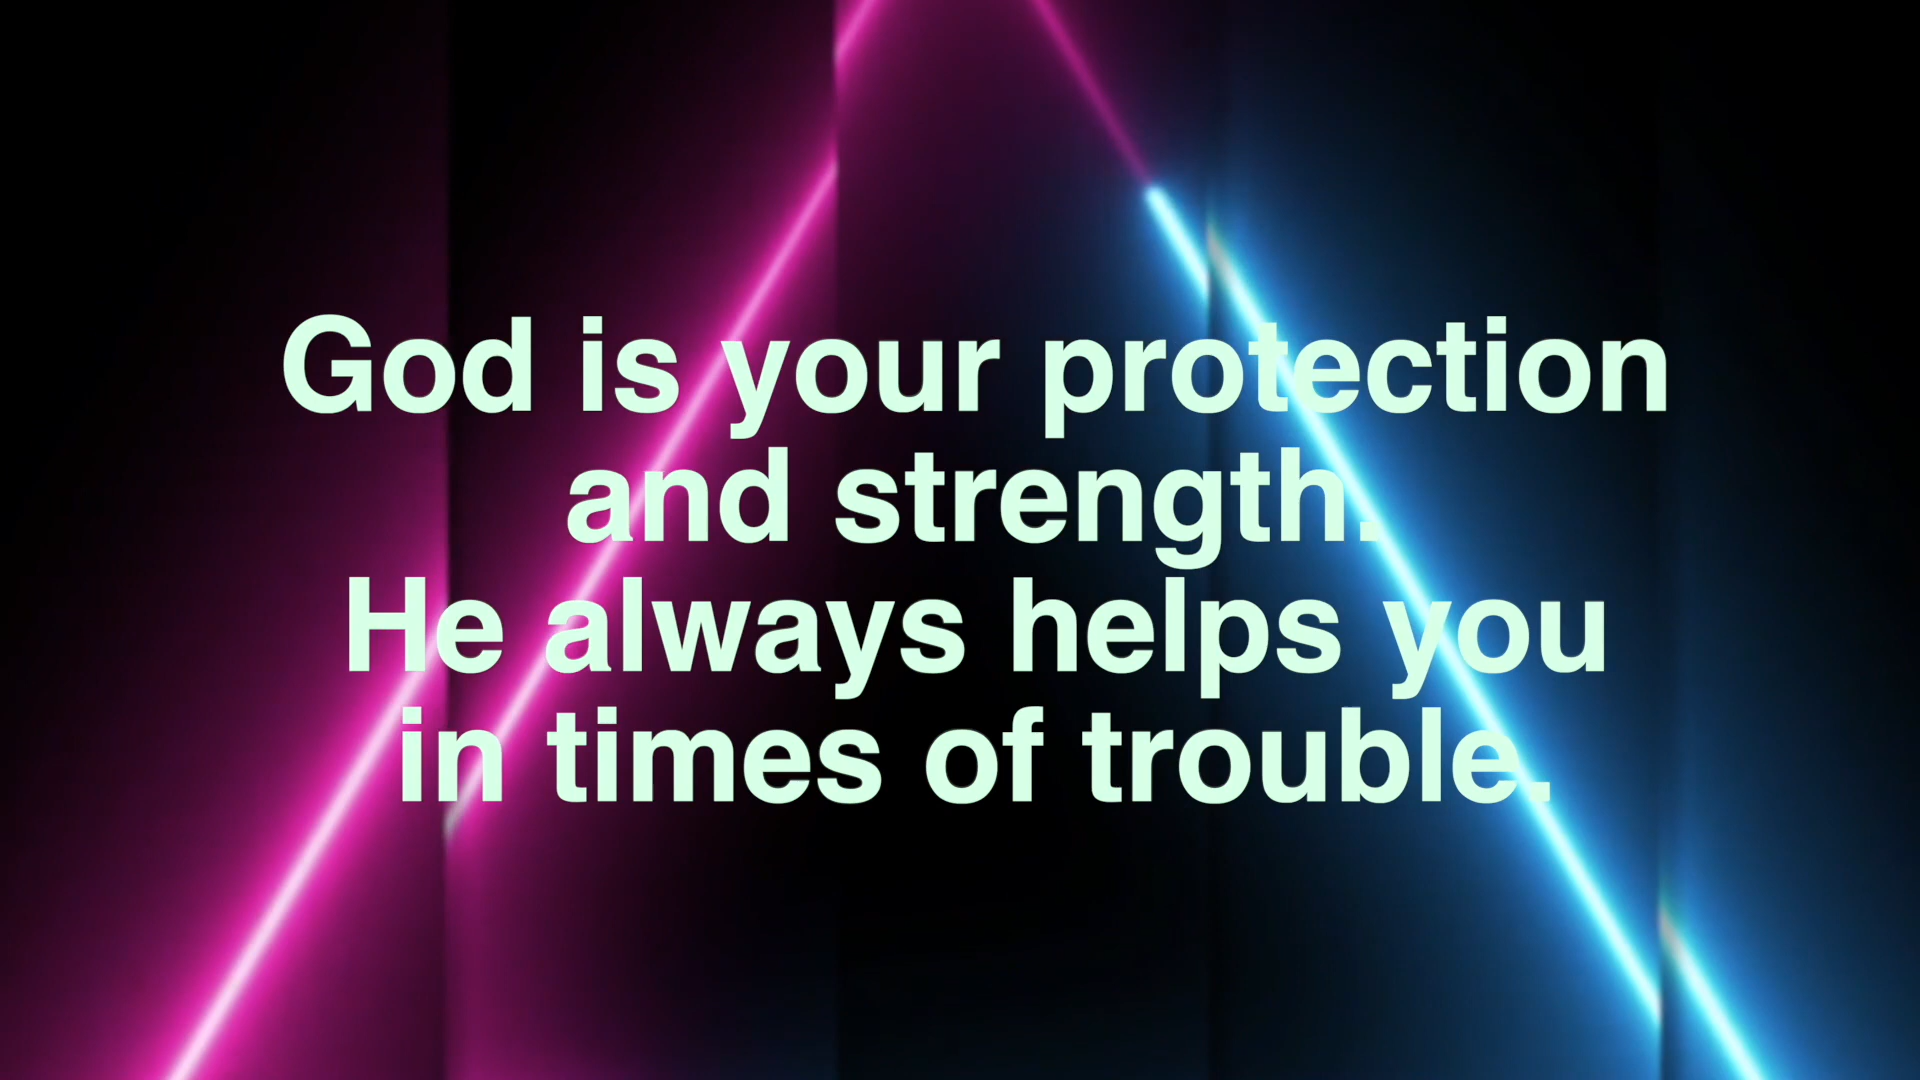 God is your protection
and strength.
He always helps you
in times of trouble.